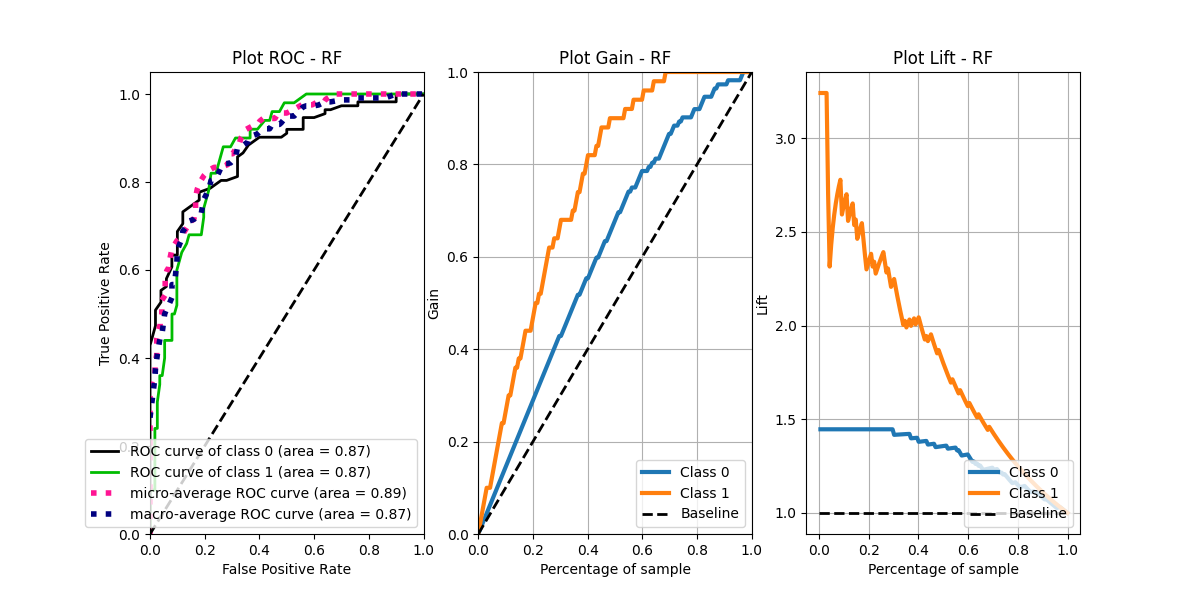 Plot ROC - RF
1.0
0.8
0.6
0.4
0.2
0.0
True Positive Rate
ROC curve of class 0 (area = 0.87)
ROC curve of class 1 (area = 0.87)
micro-average ROC curve (area = 0.89)
macro-average ROC curve (area = 0.87)
0.0 0.2 0.4 0.6 0.8 1.0
False Positive Rate
Plot Gain - RF
1.0
0.8
0.6
0.4
0.2
0.0
Gain
Class 0
Class 1
Baseline
0.0 0.2 0.4 0.6 0.8 1.0
Percentage of sample
Plot Lift - RF
3.0
2.5
2.0
1.5
1.0
Lift
Class 0
Class 1
Baseline
0.0 0.2 0.4 0.6 0.8 1.0
Percentage of sample